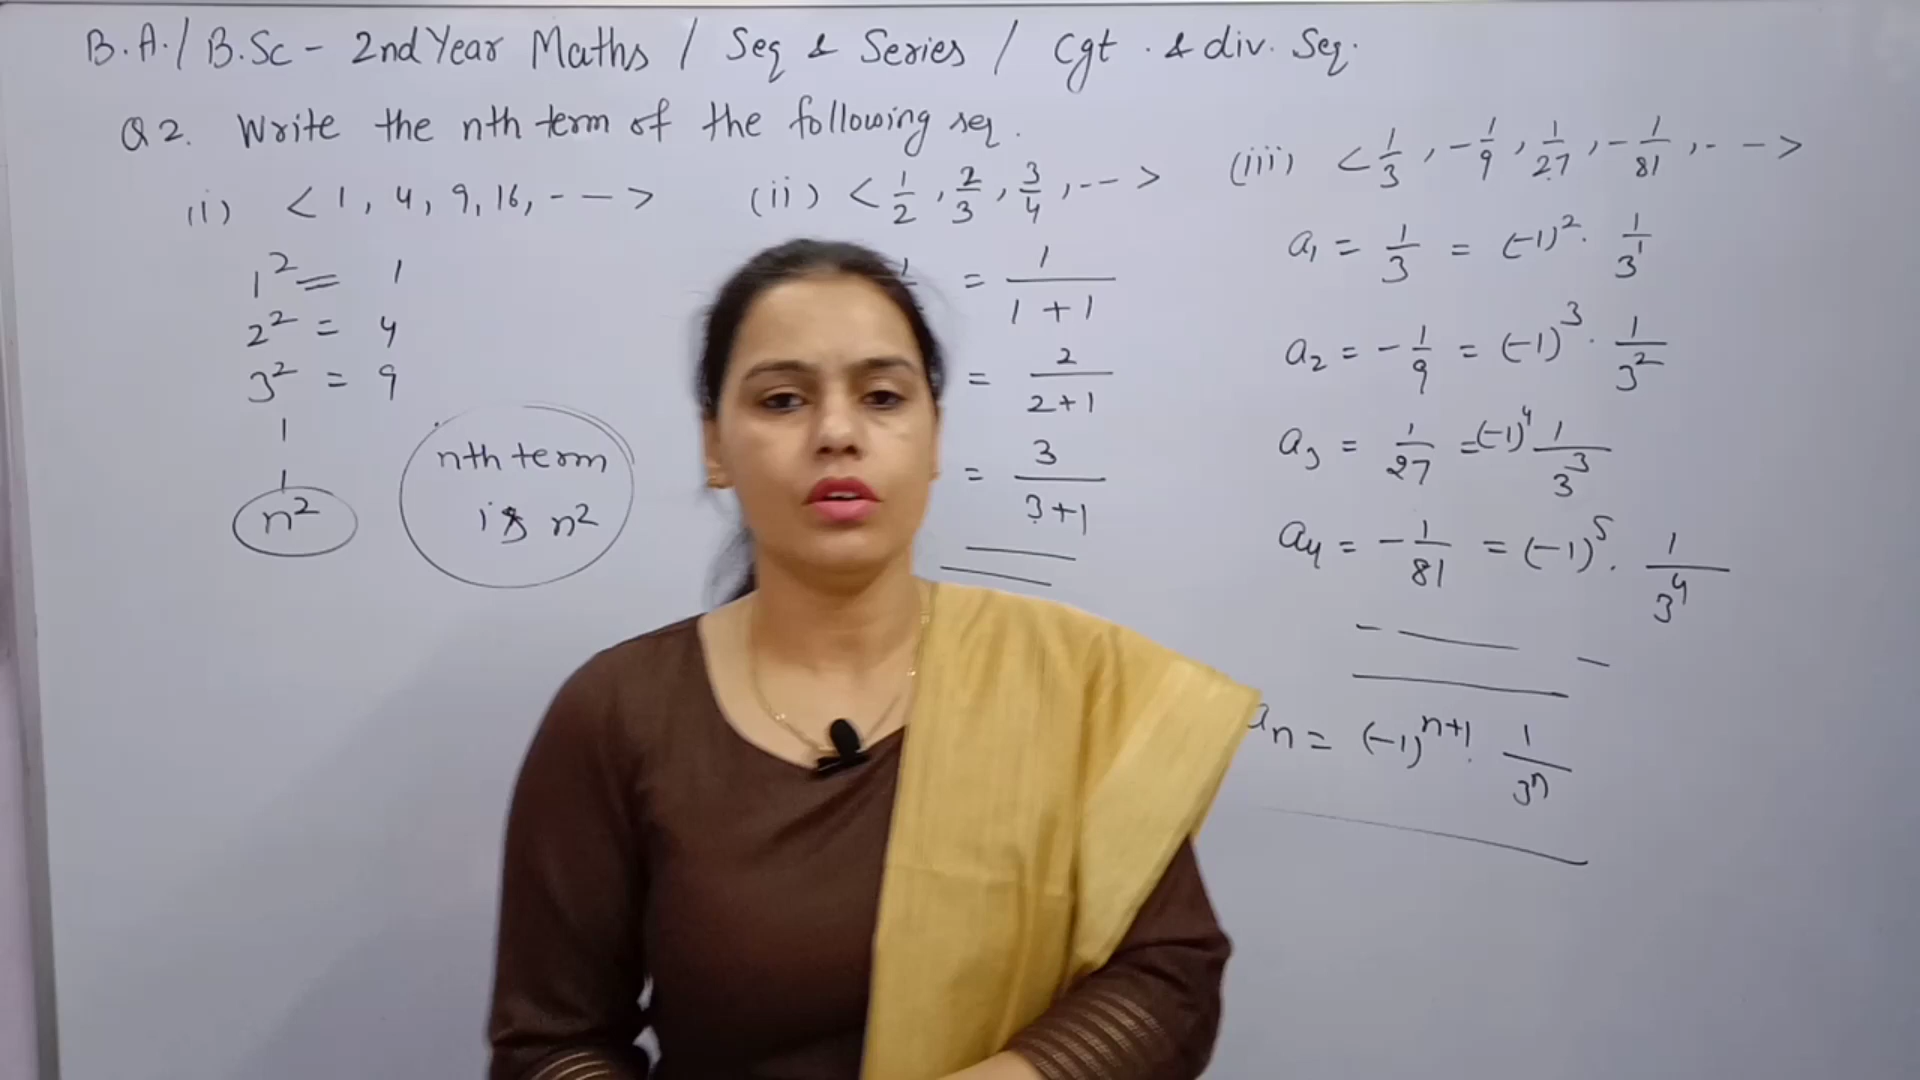 B.A./B.Sc - 2nd Year Maths / Seq & Series / Cgt. & div. Seq.
Q2. Write the nth term of the following seq.
(i) < 1, 4, 9, 16, - - - >
1² = 1
2² = 4
3² = 9
n²
nth term
is n²
(ii) < 1/2, 2/3, 3/4, - - - >
= 1/(1+1)
= 2/(2+1)
= 3/(3+1)
(iii) < 1/3, -1/9, 1/27, -1/81, - - - >
a₁ = 1/3 = (-1)² · 1/3¹
a₂ = -1/9 = (-1)³ · 1/3²
a₃ = 1/27 = (-1)⁴ 1/3³
a₄ = -1/81 = (-1)⁵ · 1/3⁴
aₙ = (-1)ⁿ⁺¹ · 1/3ⁿ